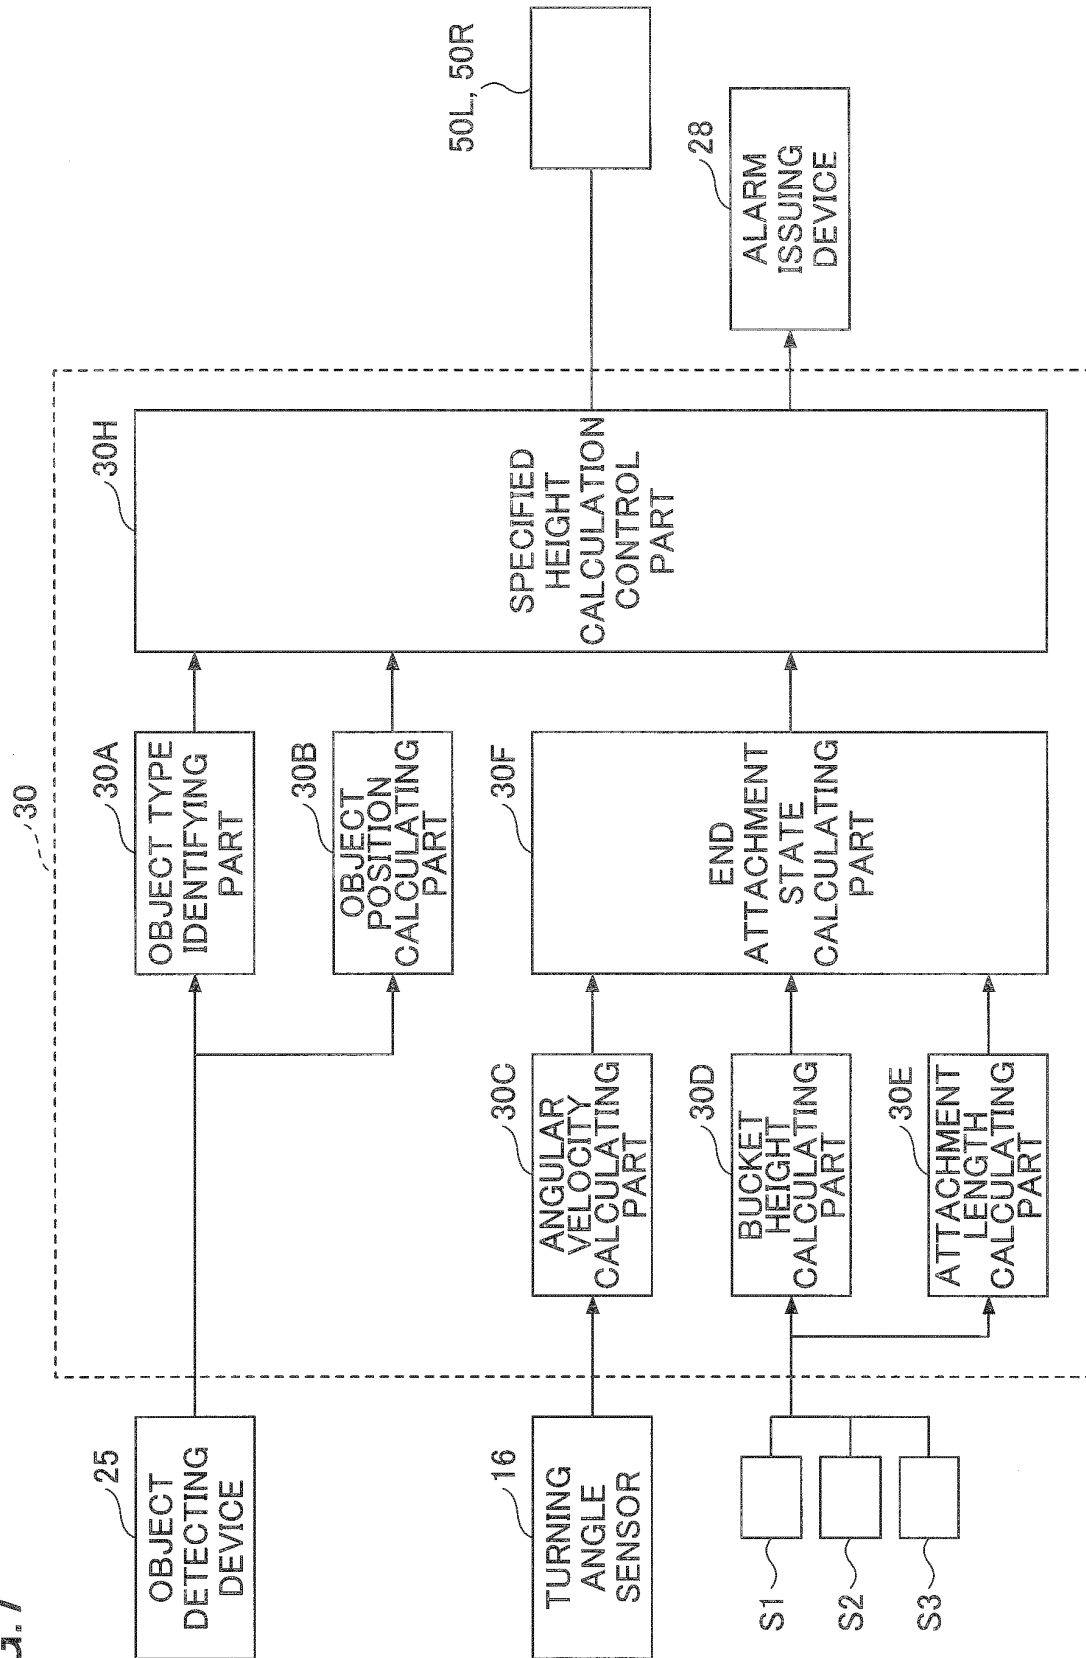 G. 7
30
25
OBJECT
DETECTING
DEVICE
30A
OBJECT TYPE
IDENTIFYING
PART
30B
OBJECT
POSITION
CALCULATING
PART
30H
SPECIFIED
HEIGHT
CALCULATION
CONTROL
PART
50L, 50R
28
ALARM
ISSUING
DEVICE
16
TURNING
ANGLE
SENSOR
30C
ANGULAR
VELOCITY
CALCULATING
PART
30F
END
ATTACHMENT
STATE
CALCULATING
PART
S1
S2
S3
30D
BUCKET
HEIGHT
CALCULATING
PART
30E
ATTACHMENT
LENGTH
CALCULATING
PART